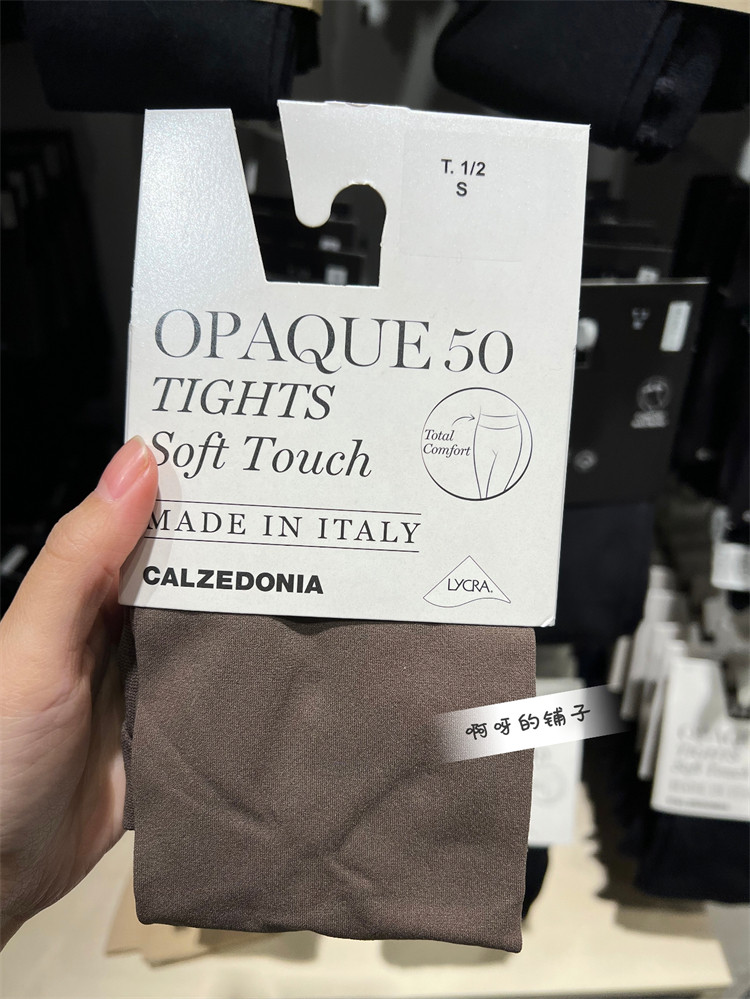 T. 1/2
S
OPAQUE 50
TIGHTS
Soft Touch
Total
Comfort
MADE IN ITALY
CALZEDONIA
LYCRA®
啊呀的铺子